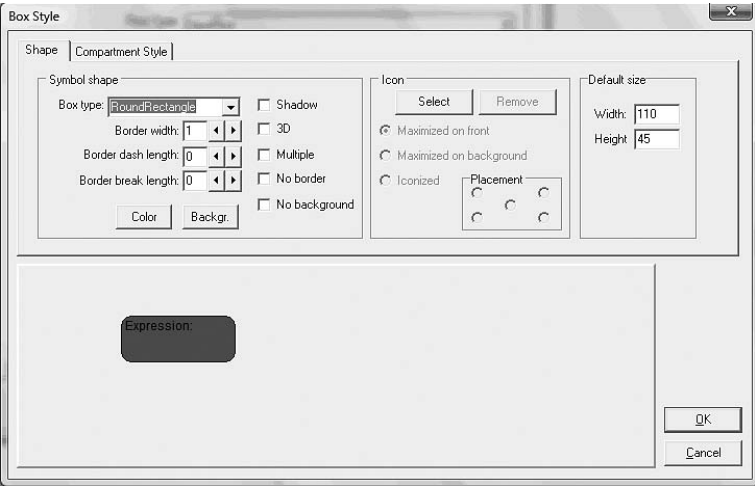 Box Style
Shape
Compartment Style
Symbol shape
Box type: RoundRectangle
Border width: 1
Border dash length: 0
Border break length: 0
Color
Backgr.
Shadow
3D
Multiple
No border
No background
Icon
Select
Remove
Maximized on front
Maximized on background
Iconized
Placement
Default size
Width: 110
Height 45
Expression:
OK
Cancel